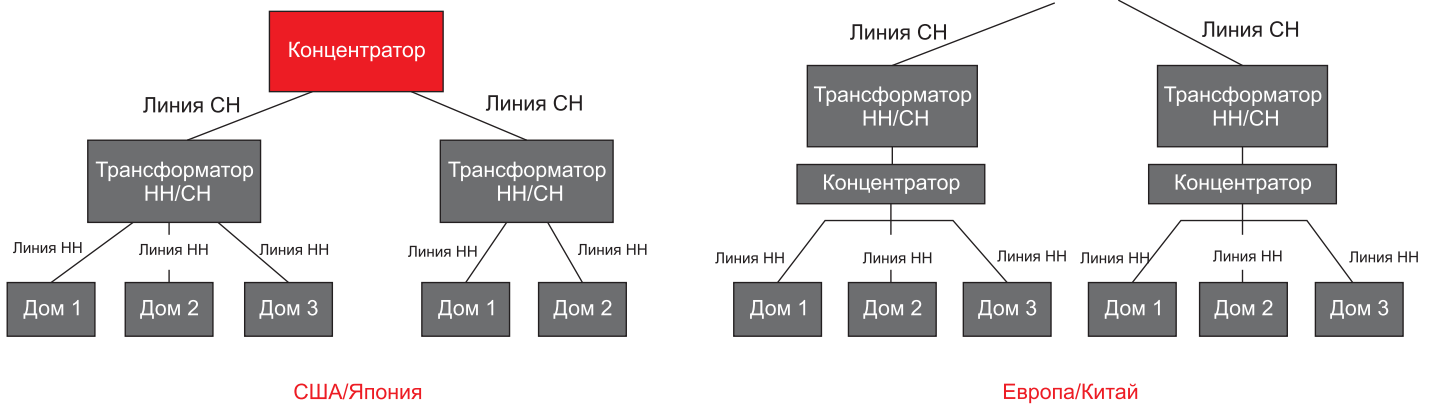 Концентратор
Линия СН
Линия СН
Трансформатор
НН/СН
Трансформатор
НН/СН
Линия НН
Линия НН
Линия НН
Линия НН
Линия НН
Дом 1
Дом 2
Дом 3
Дом 1
Дом 2
США/Япония
Линия СН
Линия СН
Трансформатор
НН/СН
Трансформатор
НН/СН
Концентратор
Концентратор
Линия НН
Линия НН
Линия НН
Линия НН
Линия НН
Линия НН
Дом 1
Дом 2
Дом 3
Дом 1
Дом 2
Дом 3
Европа/Китай